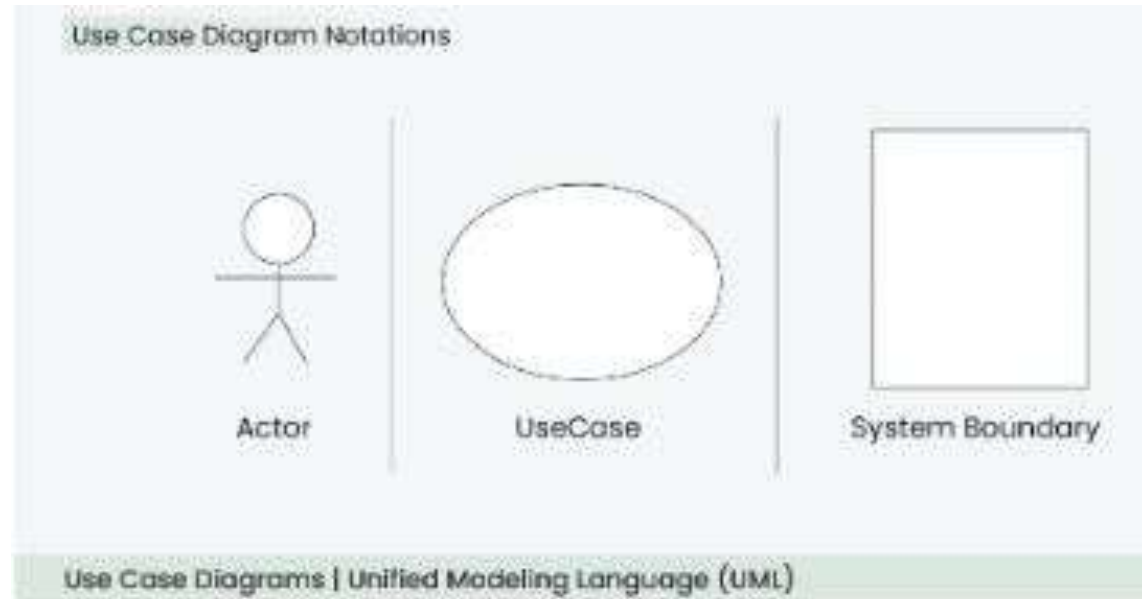 Use Case Diagram Notations
Actor
UseCase
System Boundary
Use Case Diagrams | Unified Modeling Language (UML)